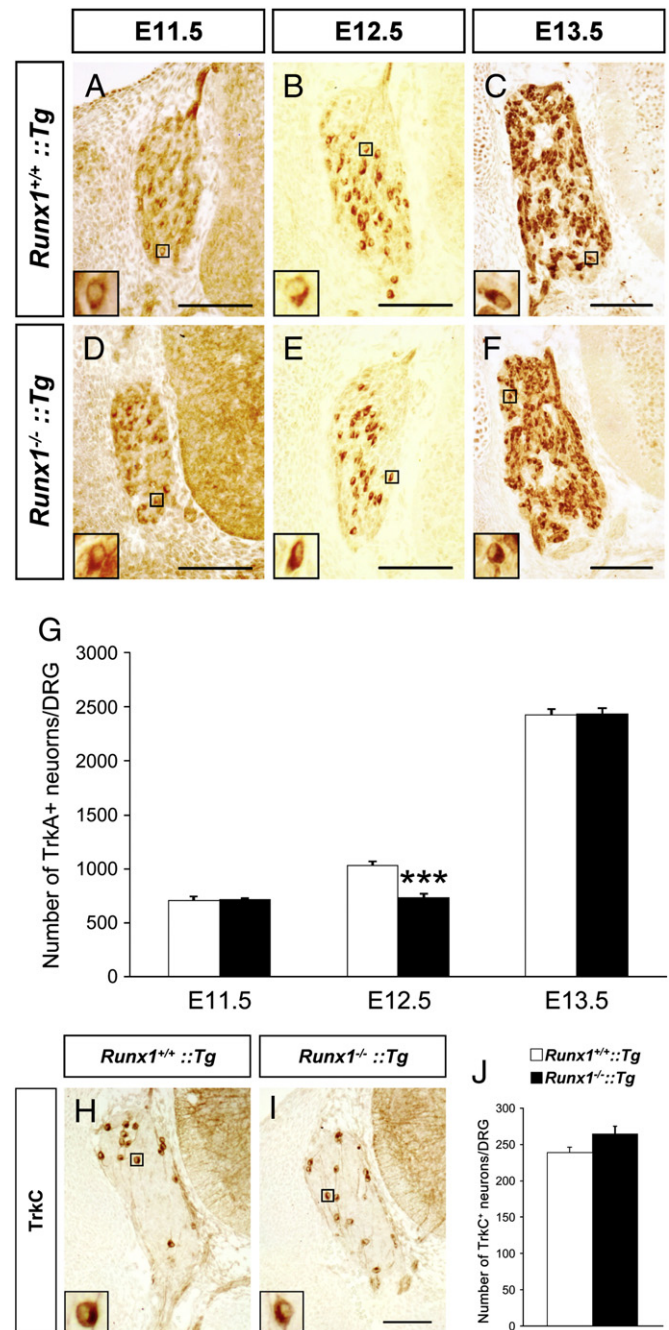 E11.5 E12.5 E13.5
Runx1+/+ ::Tg
A B C
Runx1-/- ::Tg
D E F
G
Number of TrkA+ neuorns/DRG
3000
2500
2000
1500
1000
500
0
***
E11.5 E12.5 E13.5
Runx1+/+ ::Tg Runx1-/- ::Tg
TrkC
H I
J
Runx1+/+::Tg
Runx1-/-::Tg
Number of TrkC+ neurons/DRG
300
250
200
150
100
50
0